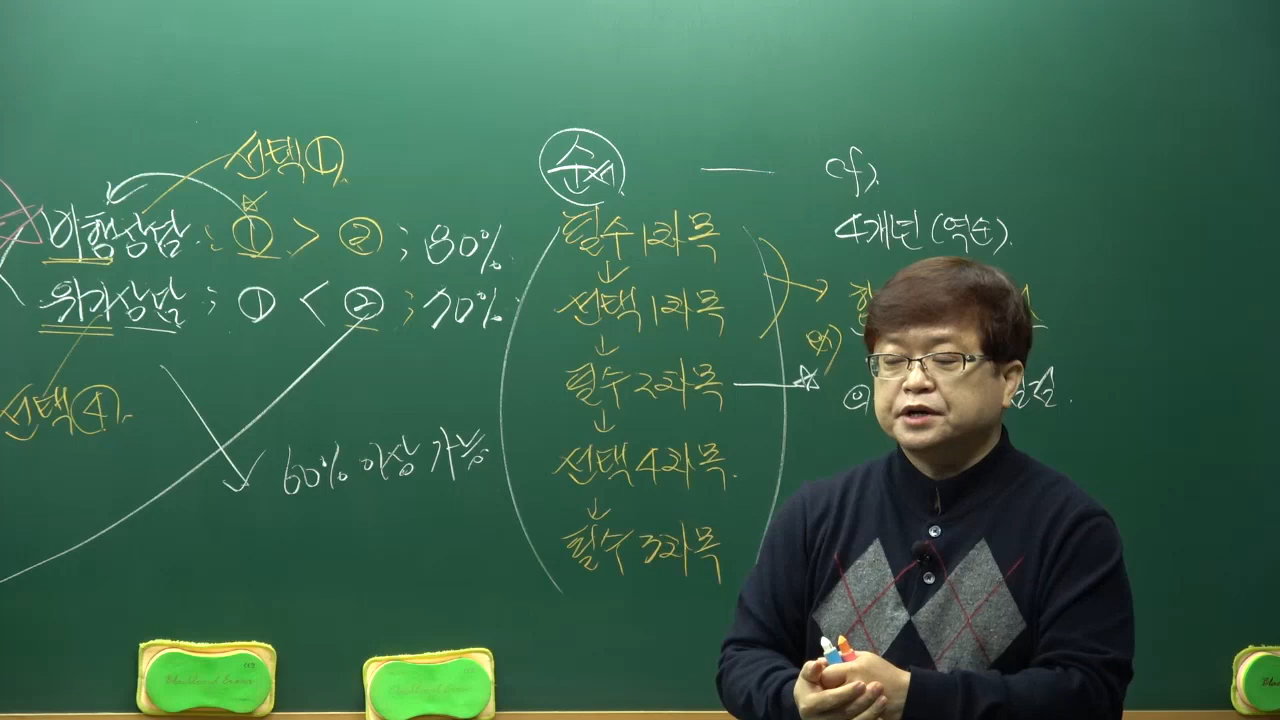 선택①.
위험상담 ; ① > ② ; 80%.
위기상담 ; ① < ② ; 70%.
선택④.
60% 이상 가능
순서
필수 1과목
↓
선택 1과목
↓
필수 2과목
↓
선택 4과목.
↓
필수 3과목
cf).
4개년 (역순).